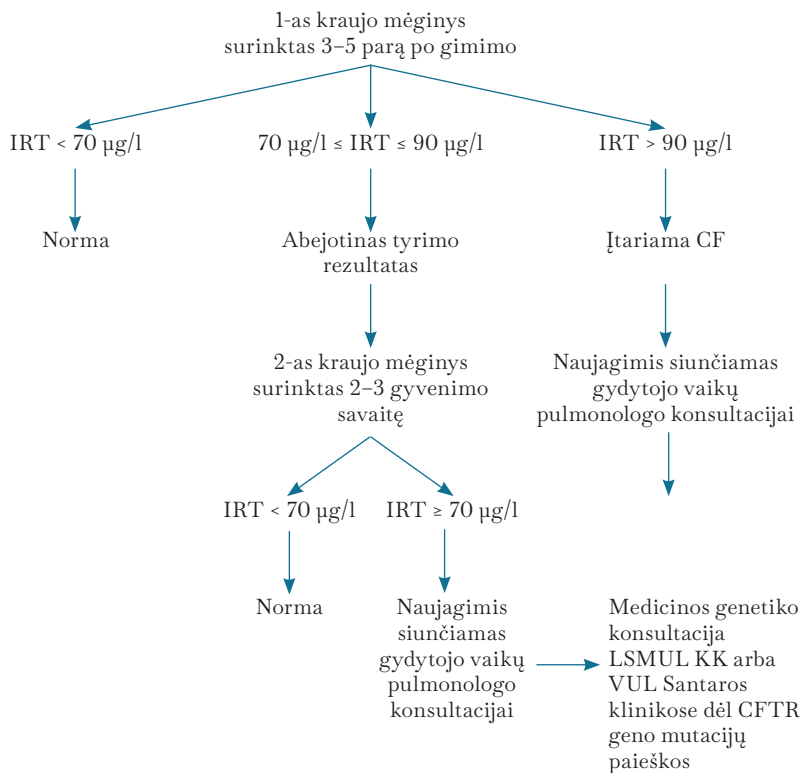 1-as kraujo mėginys
surinktas 3–5 parą po gimimo
IRT < 70 µg/l
70 µg/l ≤ IRT ≤ 90 µg/l
IRT > 90 µg/l
Norma
Abejotinas tyrimo
rezultatas
Įtariama CF
2-as kraujo mėginys
surinktas 2–3 gyvenimo
savaitę
Naujagimis siunčiamas
gydytojo vaikų
pulmonologo konsultacijai
IRT < 70 µg/l
IRT ≥ 70 µg/l
Norma
Naujagimis
siunčiamas
gydytojo vaikų
pulmonologo
konsultacijai
Medicinos genetiko
konsultacija
LSMUL KK arba
VUL Santaros
klinikose dėl CFTR
geno mutacijų
paieškos